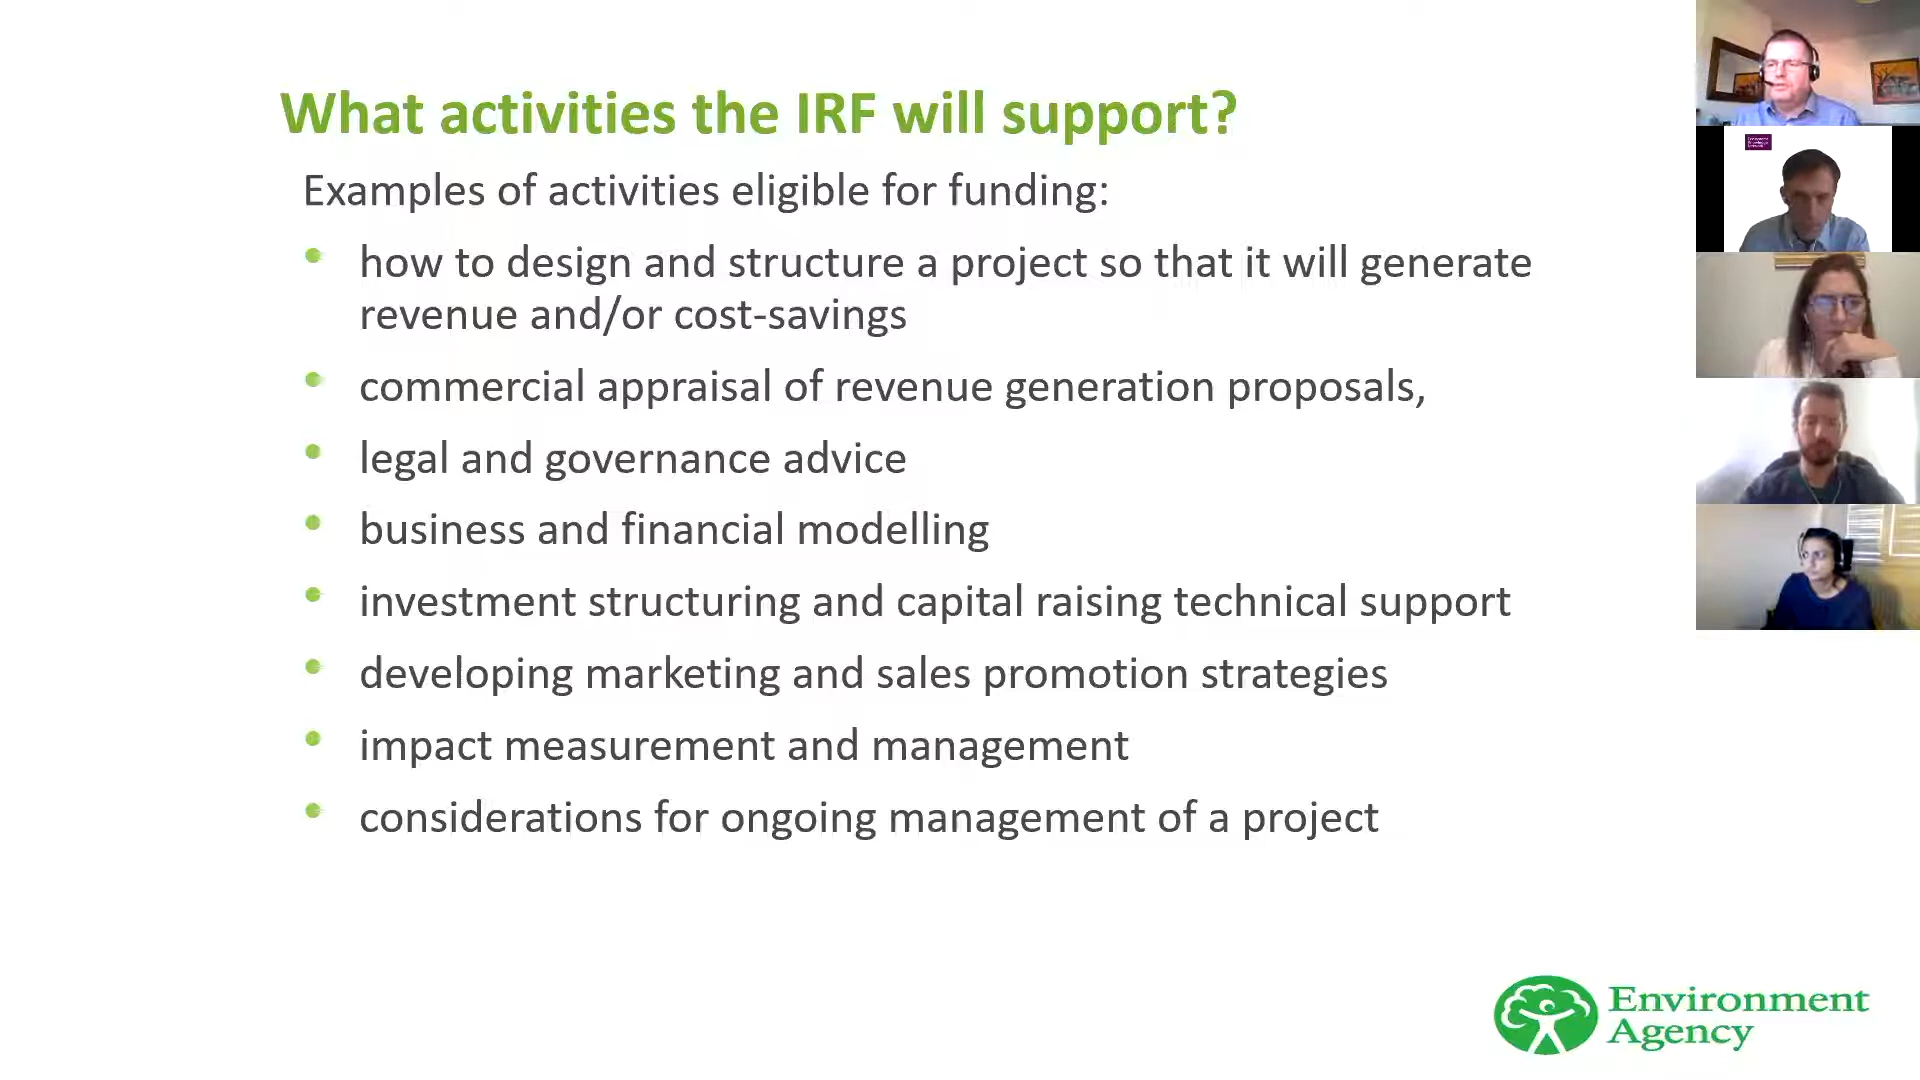 What activities the IRF will support?
Examples of activities eligible for funding:
• how to design and structure a project so that it will generate
revenue and/or cost-savings
• commercial appraisal of revenue generation proposals,
• legal and governance advice
• business and financial modelling
• investment structuring and capital raising technical support
• developing marketing and sales promotion strategies
• impact measurement and management
• considerations for ongoing management of a project
Environment
Agency